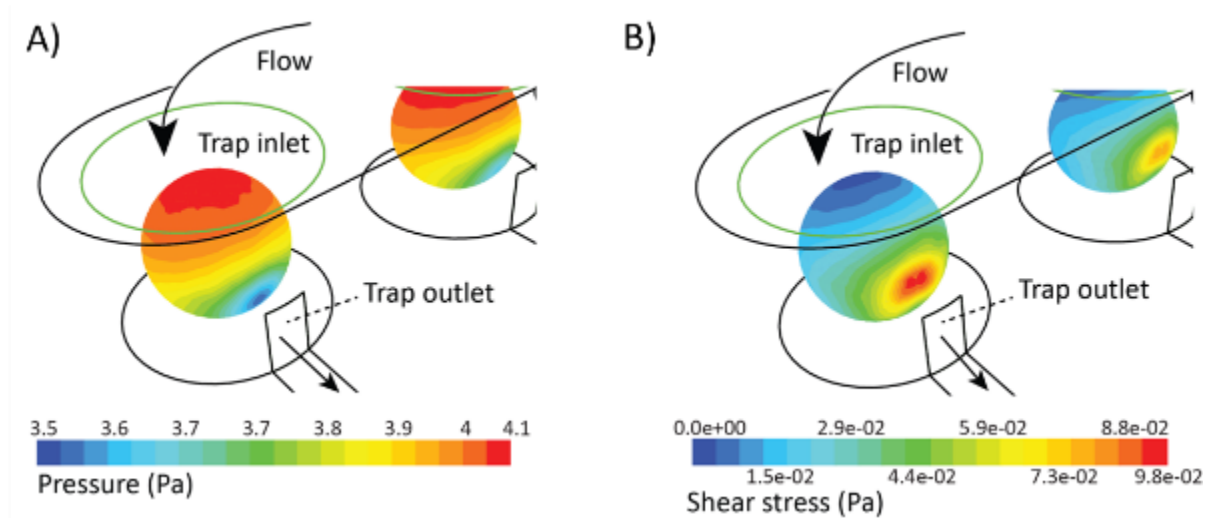 A)
Flow
Trap inlet
Trap outlet
3.5 3.6 3.7 3.7 3.8 3.9 4 4.1
Pressure (Pa)
B)
Flow
Trap inlet
Trap outlet
0.0e+00 2.9e-02 5.9e-02 8.8e-02
1.5e-02 4.4e-02 7.3e-02 9.8e-02
Shear stress (Pa)